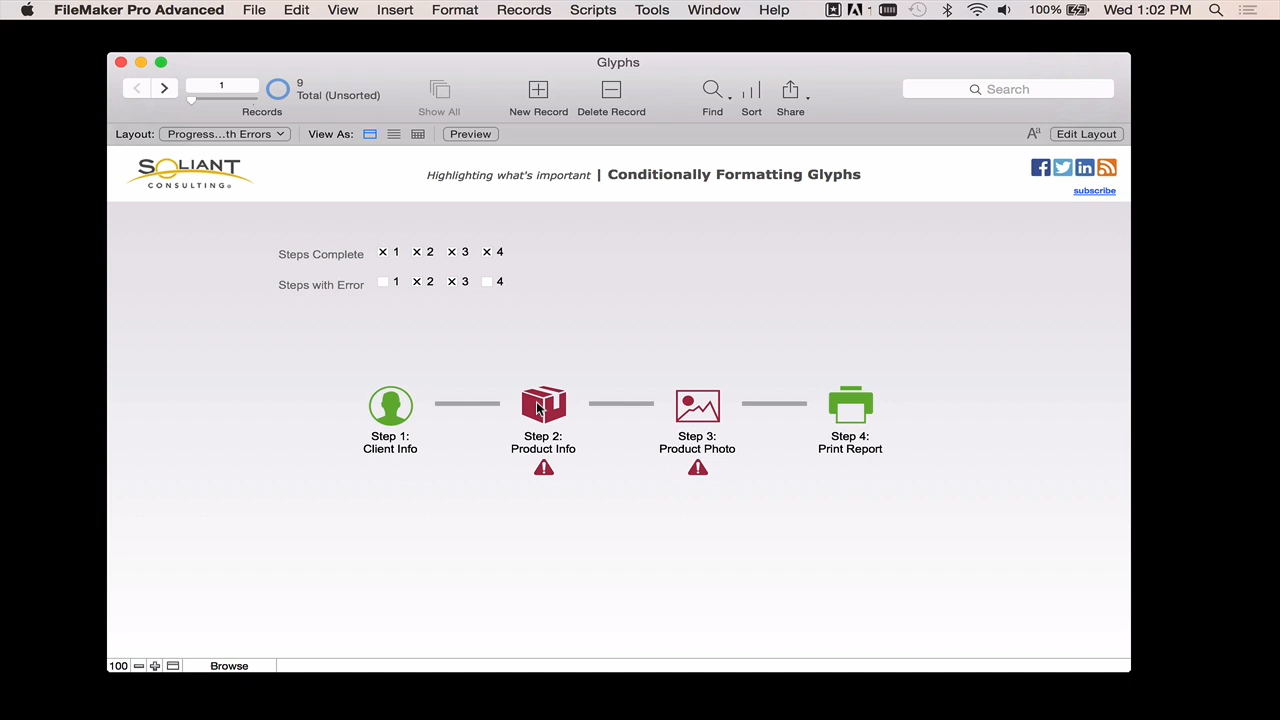 FileMaker Pro Advanced File Edit View Insert Format Records Scripts Tools Window Help 1 100% Wed 1:02 PM
Glyphs
1 9 Total (Unsorted)
Records Show All New Record Delete Record Find Sort Share Search
Layout: Progress...th Errors View As: Preview Aa Edit Layout
SOLIANT
CONSULTING
Highlighting what's important | Conditionally Formatting Glyphs
subscribe
Steps Complete 1 2 3 4
Steps with Error 1 2 3 4
Step 1:
Client Info
Step 2:
Product Info
Step 3:
Product Photo
Step 4:
Print Report
100 Browse